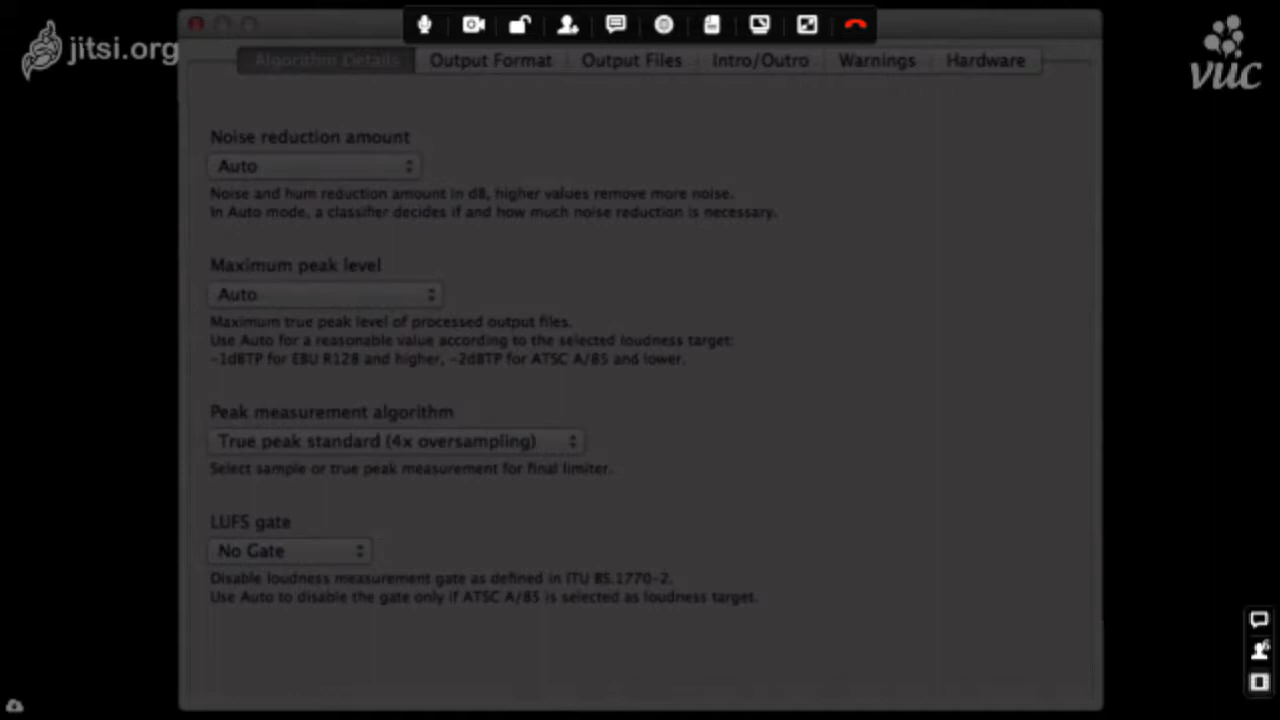 jitsi.org
vuc
Algorithm Details
Output Format
Output Files
Intro/Outro
Warnings
Hardware
Noise reduction amount
Auto
Noise and hum reduction amount in dB, higher values remove more noise.
In Auto mode, a classifier decides if and how much noise reduction is necessary.
Maximum peak level
Auto
Maximum true peak level of processed output files.
Use Auto for a reasonable value according to the selected loudness target:
-1dBTP for EBU R128 and higher, -2dBTP for ATSC A/85 and lower.
Peak measurement algorithm
True peak standard (4x oversampling)
Select sample or true peak measurement for final limiter.
LUFS gate
No Gate
Disable loudness measurement gate as defined in ITU BS.1770-2.
Use Auto to disable the gate only if ATSC A/85 is selected as loudness target.